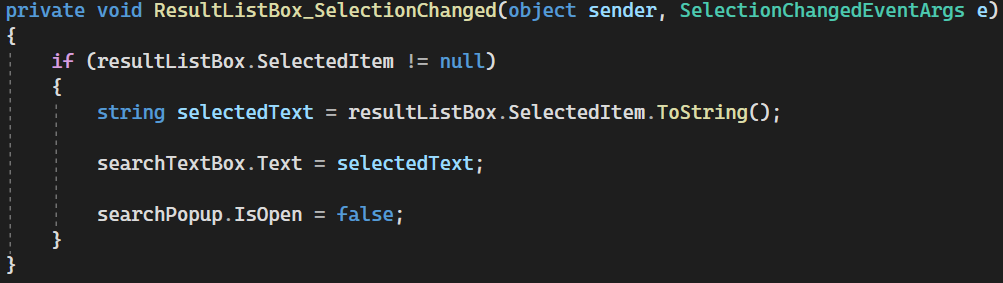 private void ResultListBox_SelectionChanged(object sender, SelectionChangedEventArgs e)
{
    if (resultListBox.SelectedItem != null)
    {
        string selectedText = resultListBox.SelectedItem.ToString();
        searchTextBox.Text = selectedText;
        searchPopup.IsOpen = false;
    }
}